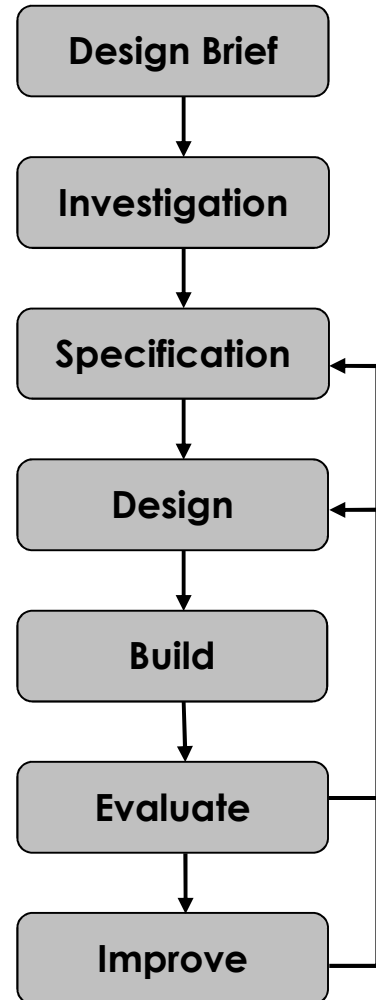 Design Brief
Investigation
Specification
Design
Build
Evaluate
Improve